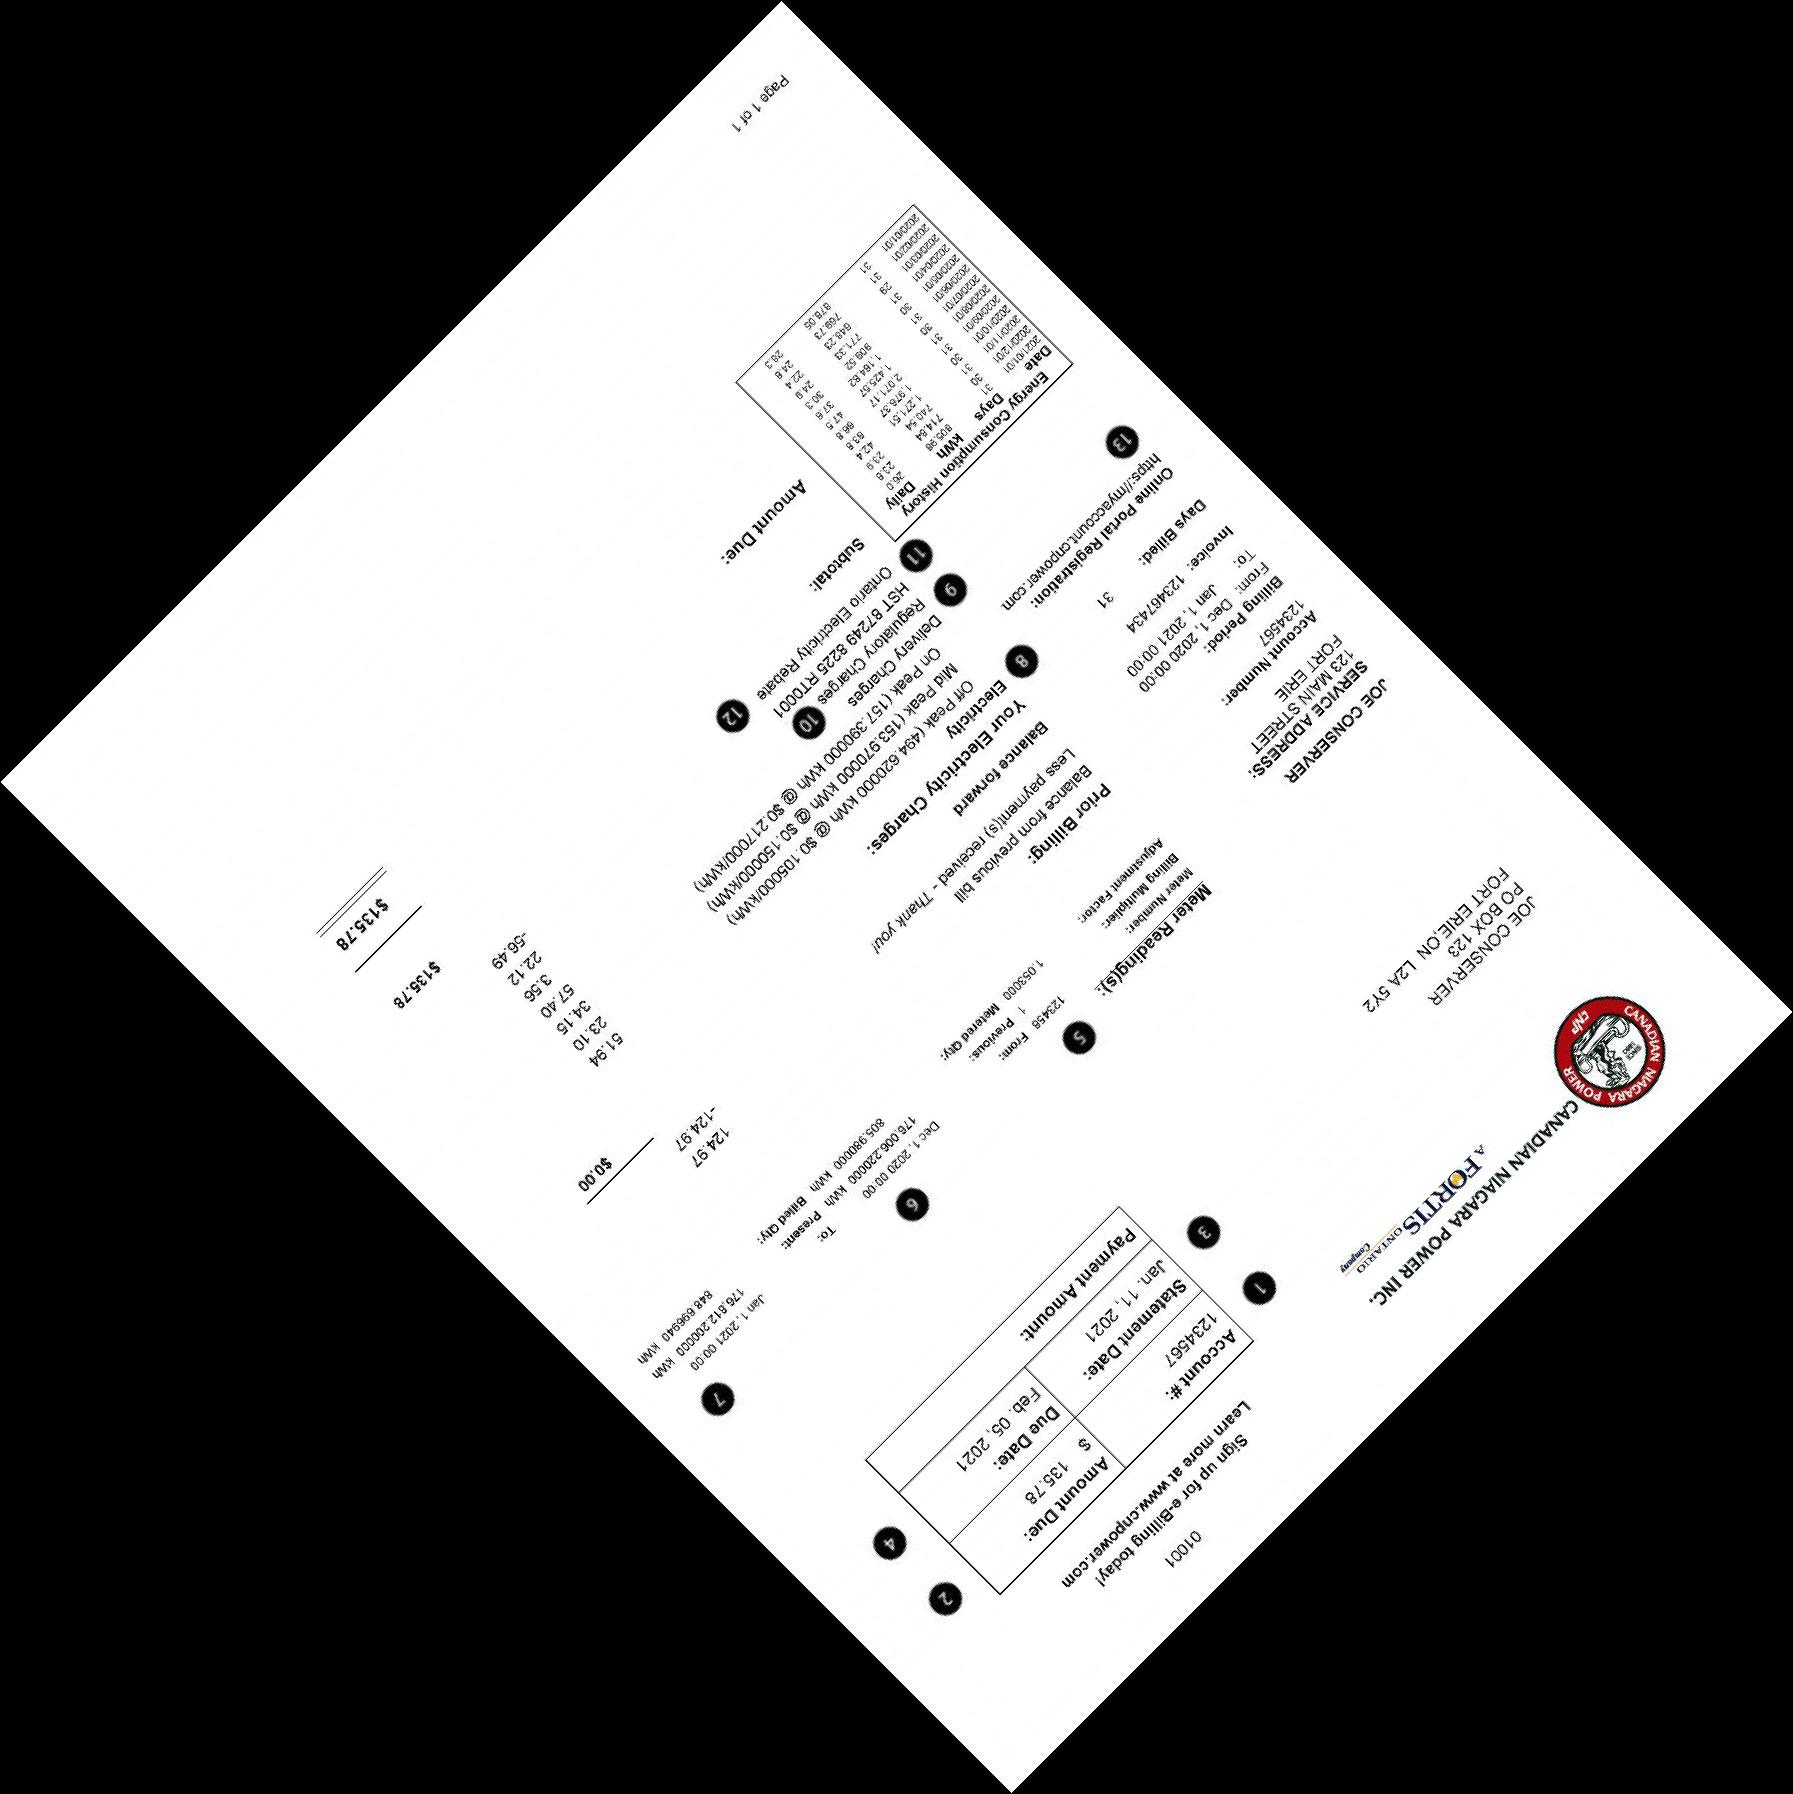 CANADIAN NIAGARA POWER
CNP
SINCE 1892
CANADIAN NIAGARA POWER INC.
A FORTIS ONTARIO
Company
01001
Sign up for e-Billing today!
Learn more at www.cnpower.com
JOE CONSERVER
PO BOX 123
FORT ERIE,ON L2A 5Y2
1
2
Account #: Amount Due:
1234567 $ 135.78
Statement Date: Due Date:
Jan. 11, 2021 Feb. 05, 2021
3
4
Payment Amount:
JOE CONSERVER
SERVICE ADDRESS:
123 MAIN STREET
FORT ERIE
Account Number:
1234567
Billing Period:
From: Dec 1, 2020 00:00
To: Jan 1, 2021 00:00
Invoice: 123467434
Days Billed: 31
Online Portal Registration:
https://myaccount.cnpower.com
13
Meter Reading(s): 5 6 7
Meter Number: 123458 From: Dec 1, 2020 00:00 To: Jan 1, 2021 00:00
Billing Multiplier: 1 Previous: 176,006.220000 kWh Present: 176,812.200000 kWh
Adjustment Factor: 1.053000 Metered Qty: 805.980000 kWh Billed Qty: 848.696940 kWh
Prior Billing:
Balance from previous bill 124.97
Less payment(s) received - Thank you! -124.97
Balance forward $0.00
Your Electricity Charges:
8
Electricity
Off Peak (494.620000 kWh @ $0.105000/kWh) 51.94
Mid Peak (153.970000 kWh @ $0.150000/kWh) 23.10
On Peak (157.390000 kWh @ $0.217000/kWh) 34.15
9
Delivery Charges 57.40
Regulatory Charges 10 3.56
11
HST 87249 8225 RT0001 22.12
Ontario Electricity Rebate 12 -56.49
Subtotal: $135.78
Amount Due: $135.78
Energy Consumption History
Date Days kWh Daily
2021/01/01 31 805.98 26.0
2020/12/01 30 714.64 23.8
2020/11/01 31 740.54 23.9
2020/10/01 30 1,271.51 42.4
2020/09/01 31 1,976.37 63.8
2020/08/01 31 2,071.17 66.8
2020/07/01 30 1,425.57 47.5
2020/06/01 31 1,164.82 37.6
2020/05/01 30 909.52 30.3
2020/04/01 31 771.33 24.9
2020/03/01 29 648.23 22.4
2020/02/01 31 769.73 24.8
2020/01/01 31 878.05 28.3
Page 1 of 1